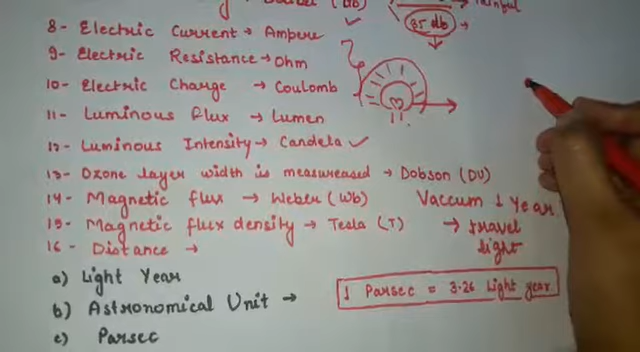 85 db →
8- Electric Current → Ampere
9- Electric Resistance → Ohm
10- Electric Charge → Coulomb
11- Luminous flux → Lumen
12- Luminous Intensity → Candela ✓
13- Ozone layer width is measureased → Dobson (DU)
14- Magnetic flux → Weber (Wb)
Vaccum 1 Year
15- Magnetic flux density → Tesla (T)
→ travel
light
16- Distance →
a) Light Year
b) Astronomical Unit →
1 Parsec = 3.26 light year
c) Parsec